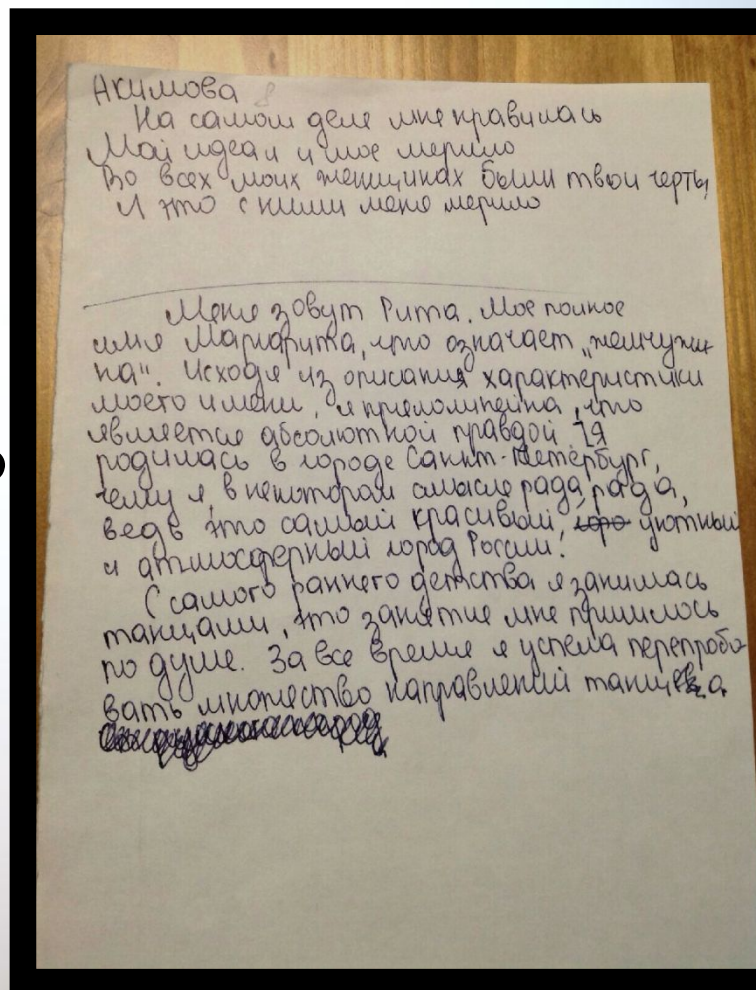 Акимова 8
На самом деле мне нравилась
Мой идеал и мое мерило
Во всех моих женщинах были твои черты
И это с ними меня мирило
Меня зовут Рита. Мое полное
имя Маргарита, что означает „жемчужи-
на". Исходя из описания характеристики
моего имени, я прямолинейна, что
является абсолютной правдой. Я
родилась в городе Санкт-Петербург,
чему я, в некотором смысле рада, рада,
ведь это самый красивый, уютный
и атмосферный город России!
С самого раннего детства я занималась
танцами, это занятие мне пришлось
по душе. За все время я успела перепробо
вать множество направлений танца